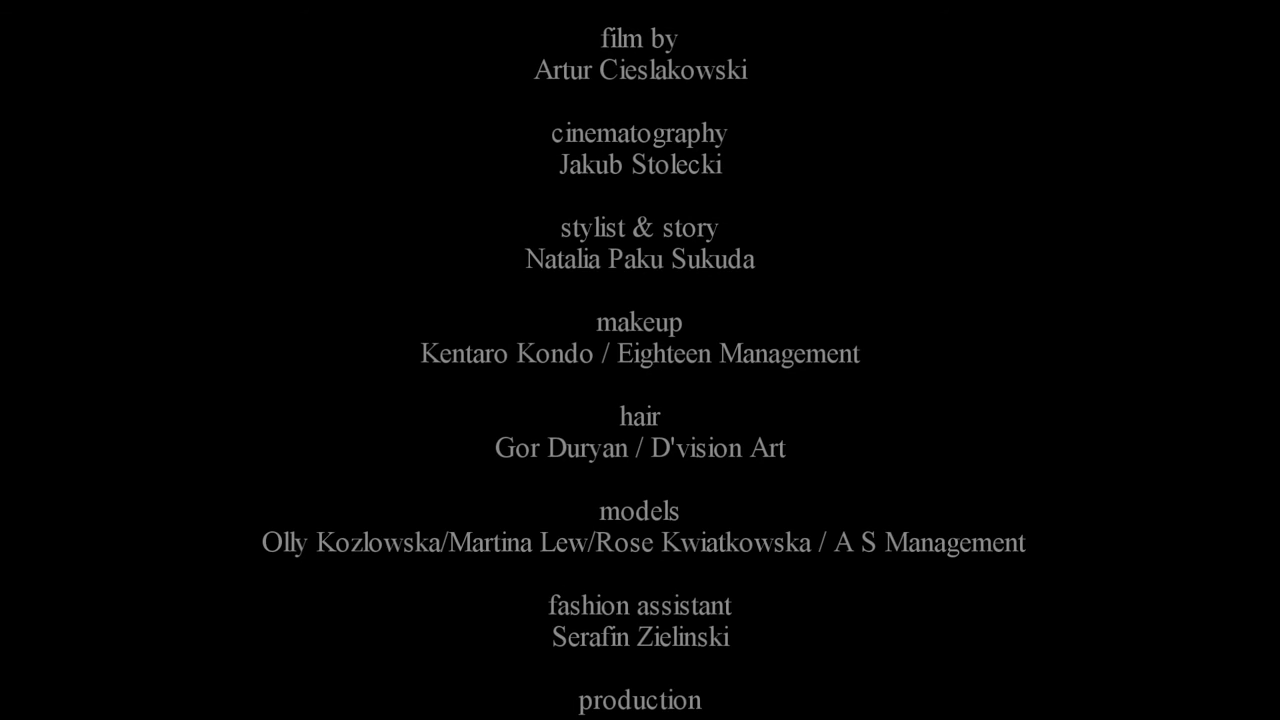 film by
Artur Cieslakowski
cinematography
Jakub Stolecki
stylist & story
Natalia Paku Sukuda
makeup
Kentaro Kondo / Eighteen Management
hair
Gor Duryan / D'vision Art
models
Olly Kozlowska/Martina Lew/Rose Kwiatkowska / A S Management
fashion assistant
Serafin Zielinski
production